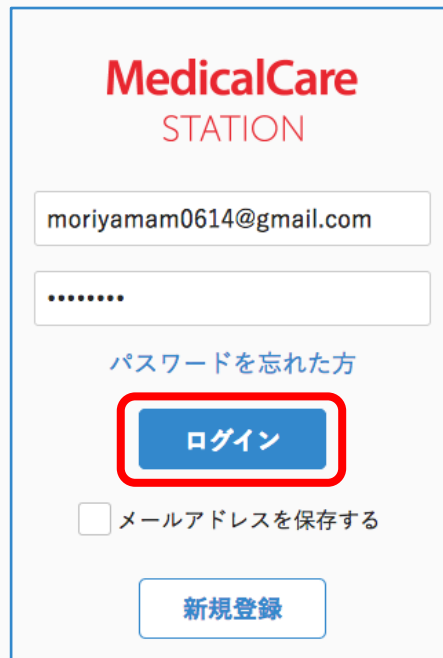 MedicalCare
STATION
moriyamam0614@gmail.com
••••••••
パスワードを忘れた方
ログイン
メールアドレスを保存する
新規登録